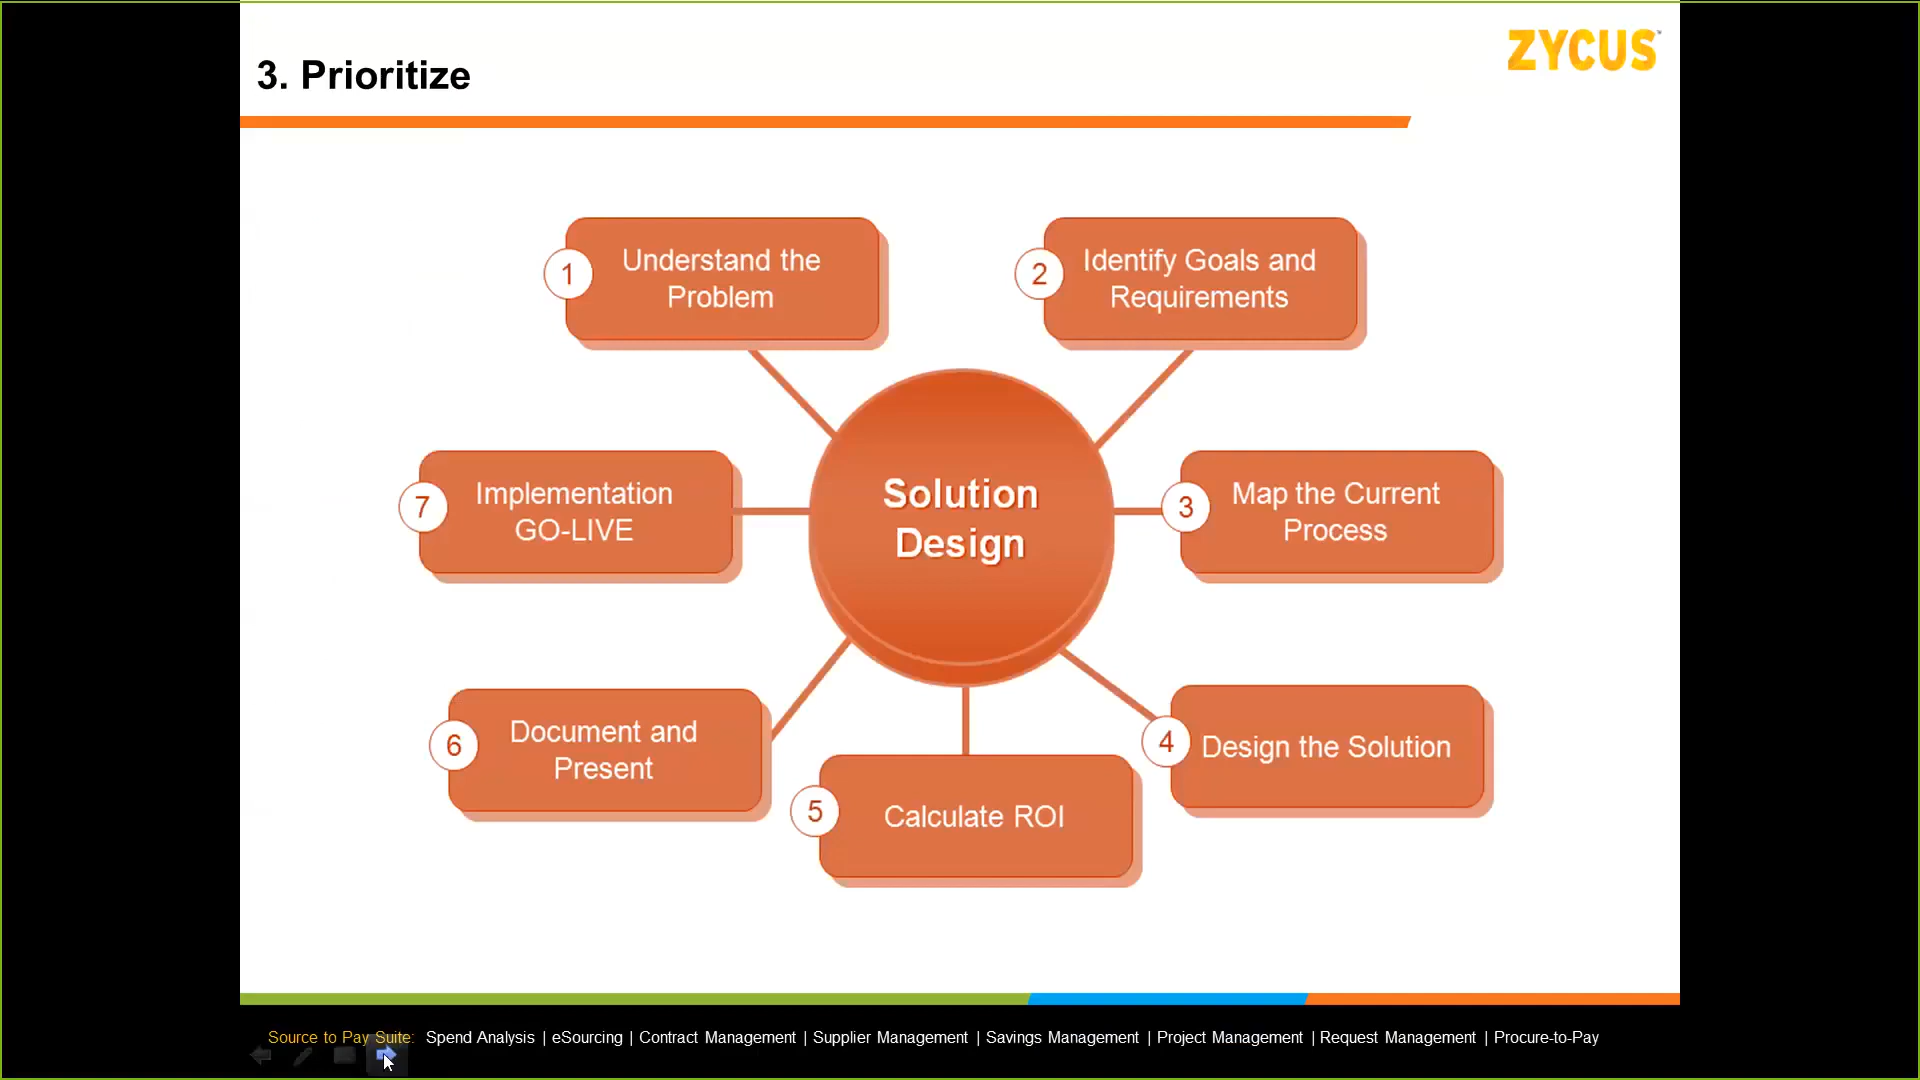 3. Prioritize
ZYCUS™
1
Understand the
Problem
2
Identify Goals and
Requirements
7
Implementation
GO-LIVE
Solution
Design
3
Map the Current
Process
6
Document and
Present
5
Calculate ROI
4
Design the Solution
Source to Pay Suite: Spend Analysis | eSourcing | Contract Management | Supplier Management | Savings Management | Project Management | Request Management | Procure-to-Pay